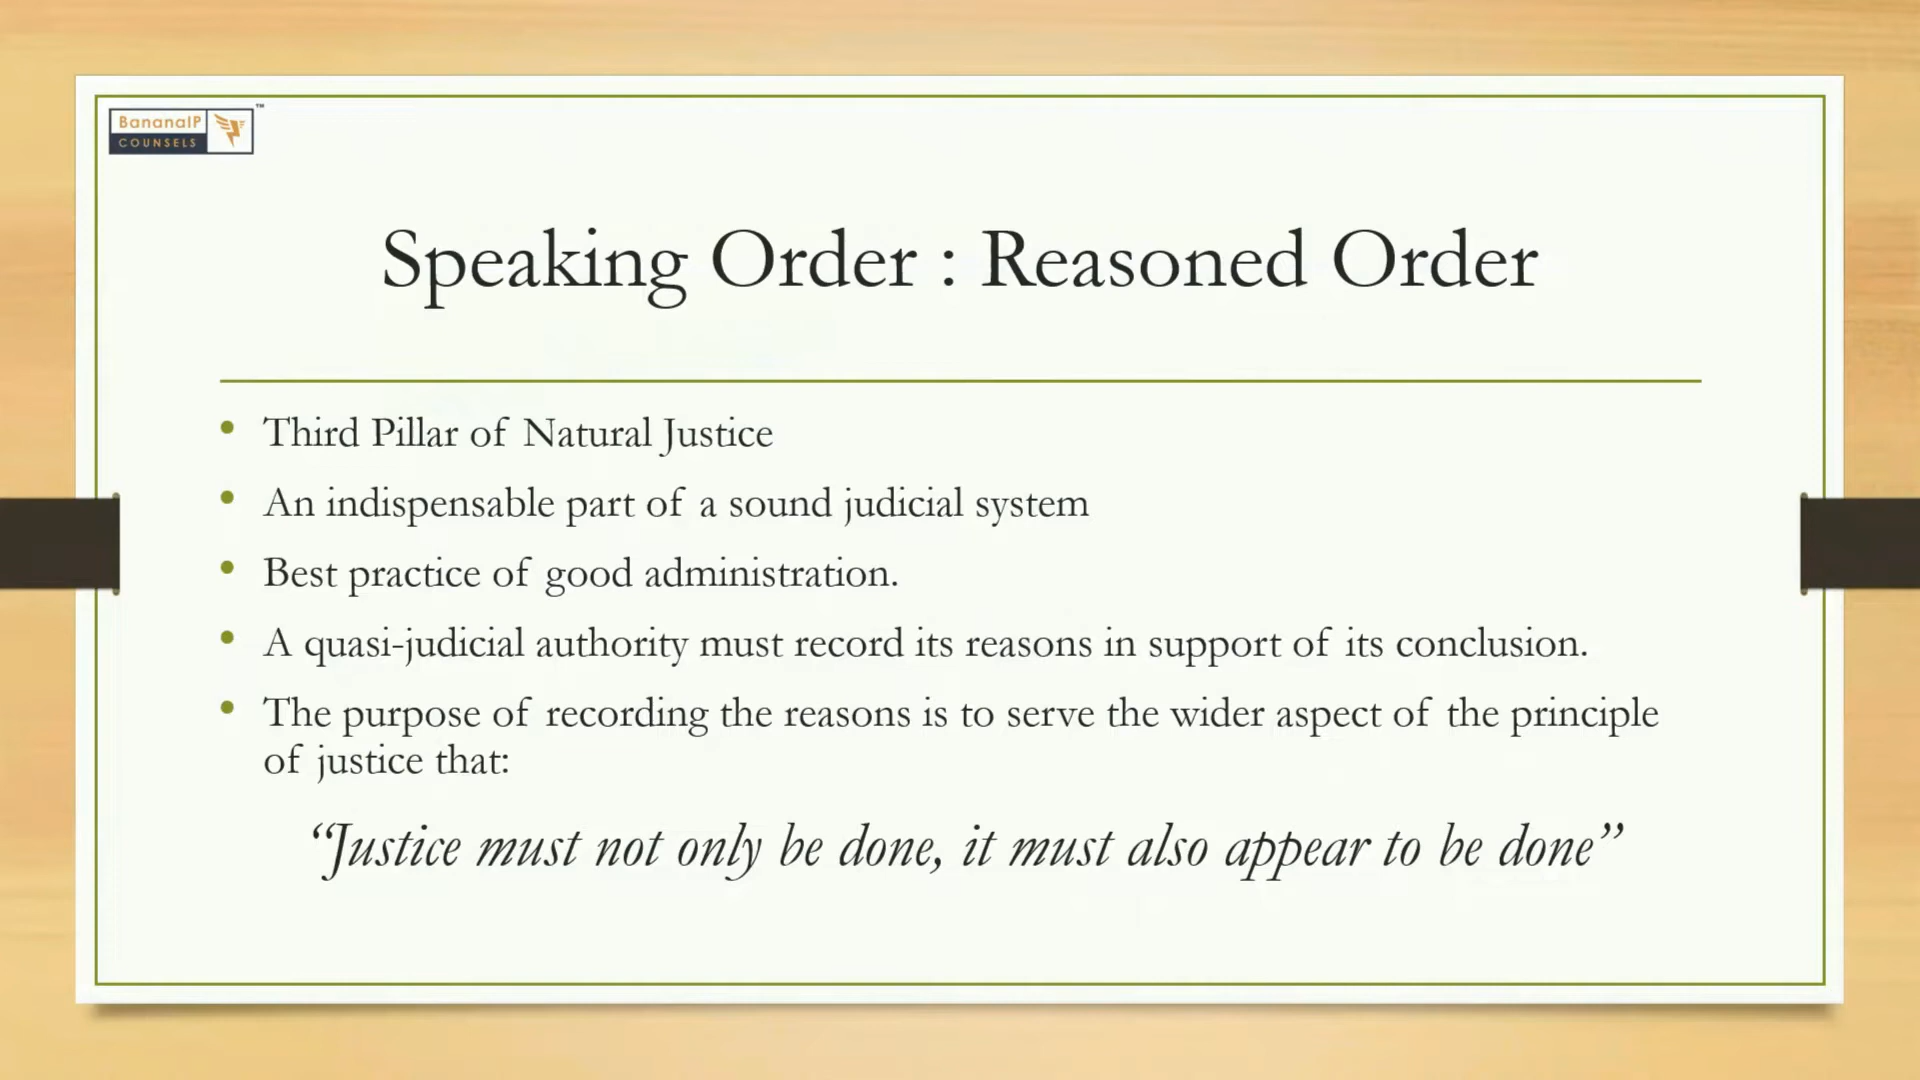 BananaIP
COUNSELS
™
Speaking Order : Reasoned Order
• Third Pillar of Natural Justice
• An indispensable part of a sound judicial system
• Best practice of good administration.
• A quasi-judicial authority must record its reasons in support of its conclusion.
• The purpose of recording the reasons is to serve the wider aspect of the principle
of justice that:
“Justice must not only be done, it must also appear to be done”